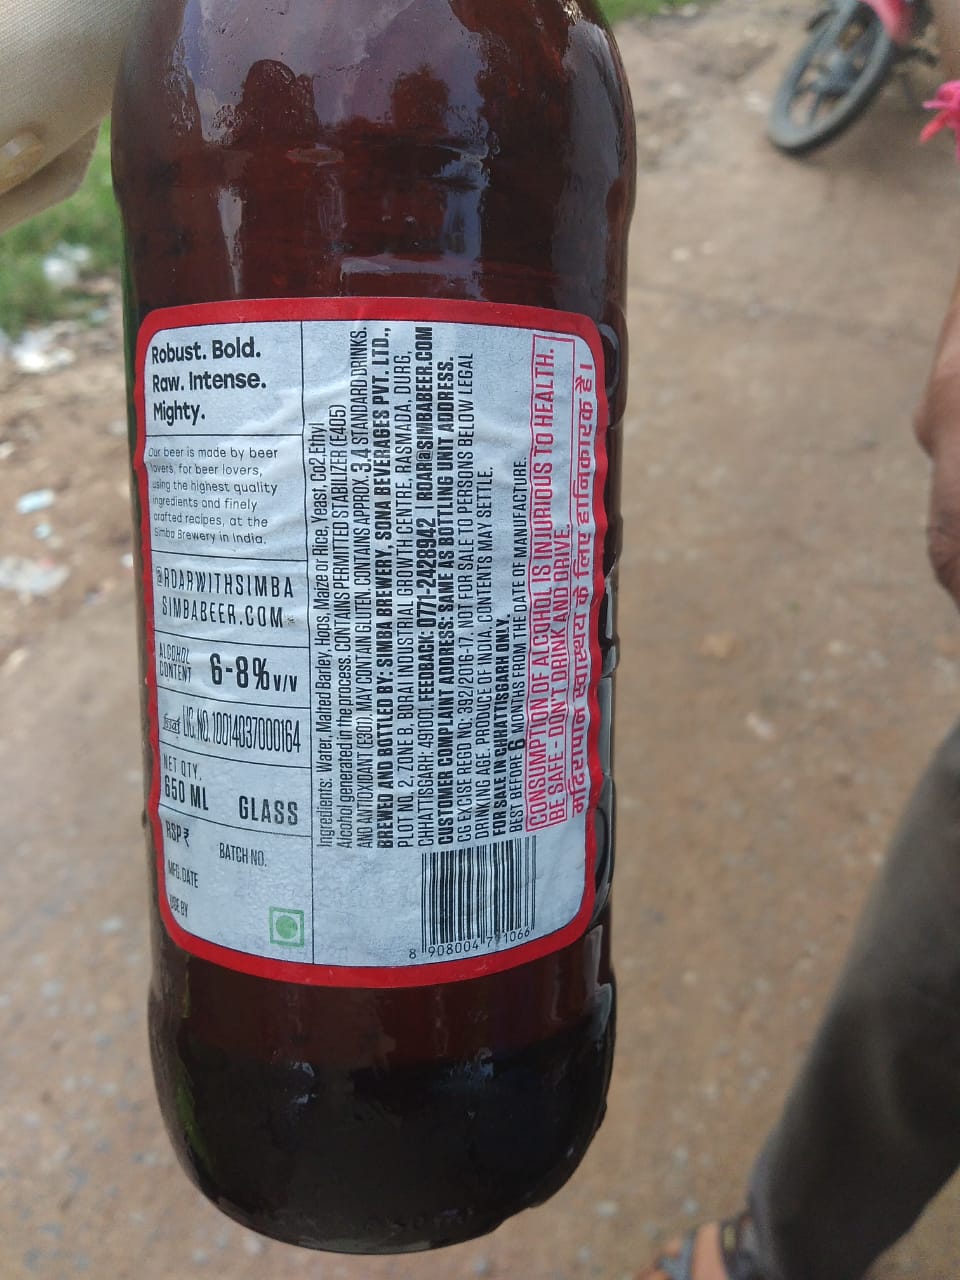 Robust. Bold.
Raw. Intense.
Mighty.
Our beer is made by beer
lovers, for beer lovers,
using the highest quality
ingredients and finely
crafted recipes, at the
Simba Brewery in India.
@ROARWITHSIMBA
SIMBABEER.COM
ALCOHOL
CONTENT 6-8% v/v
fssai LIC. NO. 10014037000164
NET QTY.
650 ML GLASS
RSP ₹
BATCH NO.
MFG. DATE
USE BY
Ingredients: Water, Malted Barley, Hops, Maize or Rice, Yeast, Co2, Ethyl
Alcohol generated in the process. CONTAINS PERMITTED STABILIZER (E405)
AND ANTIOXIDANT (E300). MAY CONTAIN GLUTEN. CONTAINS APPROX. 3.4 STANDARD DRINKS.
BREWED AND BOTTLED BY: SIMBA BREWERY, SONA BEVERAGES PVT. LTD.,
PLOT NO. 2, ZONE B, BORAI INDUSTRIAL GROWTH CENTRE, RASMADA, DURG,
CHHATTISGARH: 491001. FEEDBACK: 0771-2428942 | ROAR@SIMBABEER.COM
CUSTOMER COMPLAINT ADDRESS: SAME AS BOTTLING UNIT ADDRESS.
CG EXCISE REGD NO: 392/2016-17. NOT FOR SALE TO PERSONS BELOW LEGAL
DRINKING AGE. PRODUCE OF INDIA. CONTENTS MAY SETTLE.
FOR SALE IN CHHATTISGARH ONLY.
BEST BEFORE 6 MONTHS FROM THE DATE OF MANUFACTURE.
CONSUMPTION OF ALCOHOL IS INJURIOUS TO HEALTH.
BE SAFE - DON'T DRINK AND DRIVE.
मदिरापान स्वास्थ्य के लिए हानिकारक है।
8 908004 771066